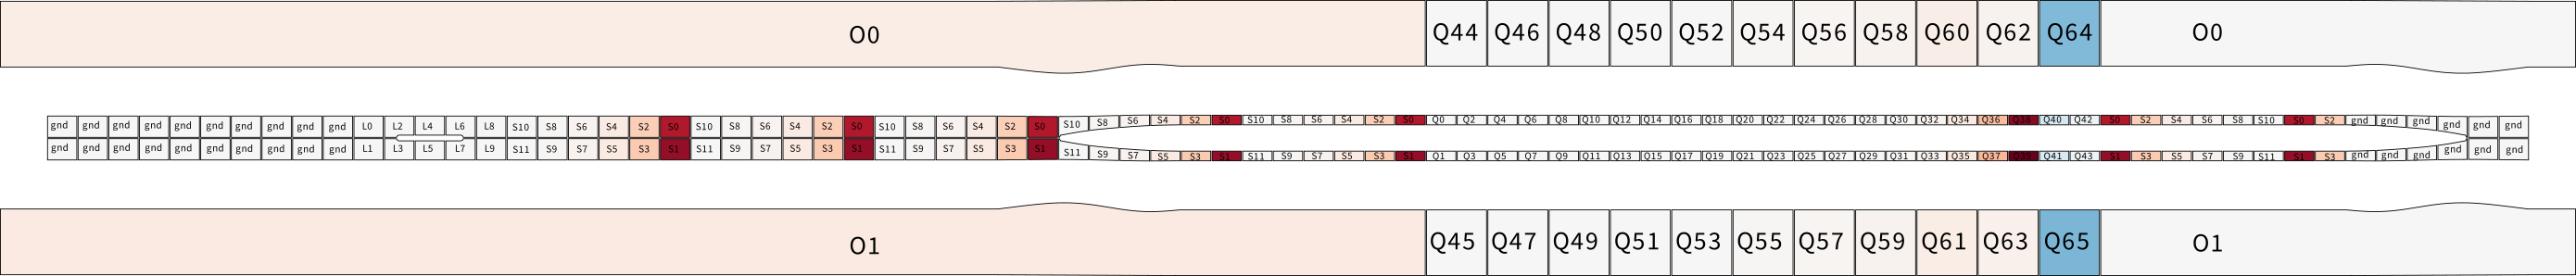 O0 Q44 Q46 Q48 Q50 Q52 Q54 Q56 Q58 Q60 Q62 Q64 O0
gnd gnd gnd gnd gnd gnd gnd gnd gnd gnd L0 L2 L4 L6 L8 S10 S8 S6 S4 S2 S0 S10 S8 S6 S4 S2 S0 S10 S8 S6 S4 S2 S0 S10 S8 S6 S4 S2 S0 S10 S8 S6 S4 S2 S0 Q0 Q2 Q4 Q6 Q8 Q10 Q12 Q14 Q16 Q18 Q20 Q22 Q24 Q26 Q28 Q30 Q32 Q34 Q36 Q38 Q40 Q42 S0 S2 S4 S6 S8 S10 S0 S2 gnd gnd gnd gnd gnd gnd
gnd gnd gnd gnd gnd gnd gnd gnd gnd gnd L1 L3 L5 L7 L9 S11 S9 S7 S5 S3 S1 S11 S9 S7 S5 S3 S1 S11 S9 S7 S5 S3 S1 S11 S9 S7 S5 S3 S1 S11 S9 S7 S5 S3 S1 Q1 Q3 Q5 Q7 Q9 Q11 Q13 Q15 Q17 Q19 Q21 Q23 Q25 Q27 Q29 Q31 Q33 Q35 Q37 Q39 Q41 Q43 S1 S3 S5 S7 S9 S11 S1 S3 gnd gnd gnd gnd gnd gnd
O1 Q45 Q47 Q49 Q51 Q53 Q55 Q57 Q59 Q61 Q63 Q65 O1